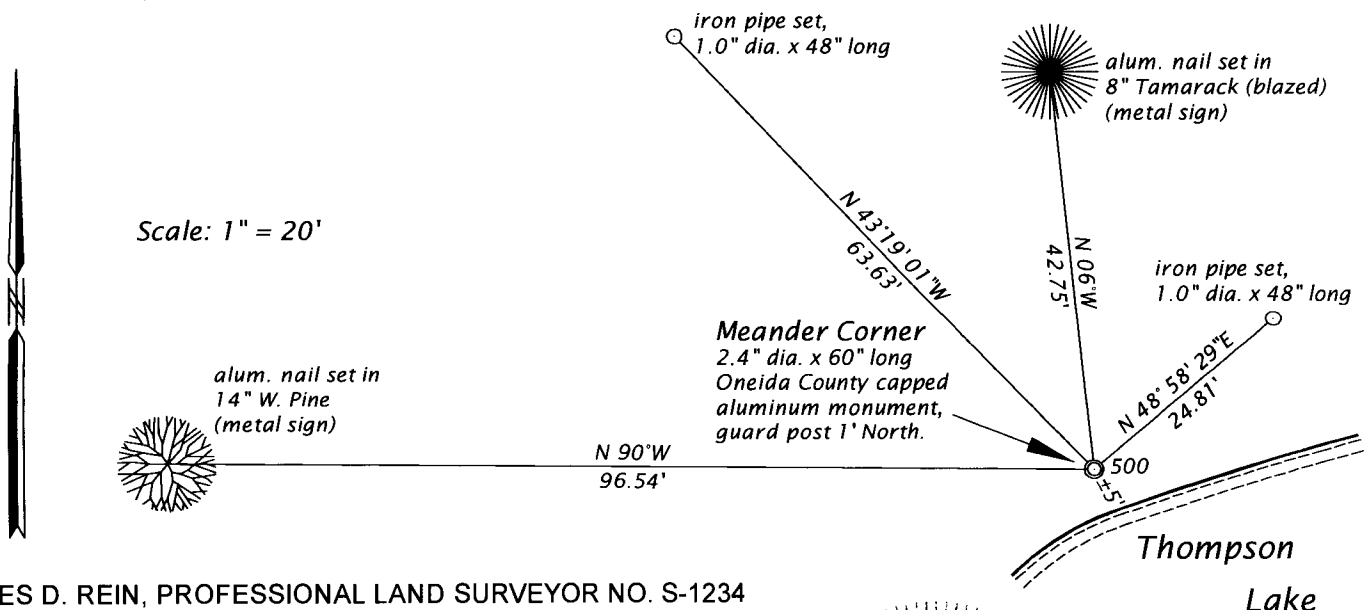 iron pipe set,
1.0" dia. x 48" long
alum. nail set in
8" Tamarack (blazed)
(metal sign)
Scale: 1" = 20'
N
N 43°19'01"W
63.63'
N 06°W
42.75'
iron pipe set,
1.0" dia. x 48" long
Meander Corner
2.4" dia. x 60" long
Oneida County capped
aluminum monument,
guard post 1' North.
N 48° 58' 29"E
24.81'
alum. nail set in
14" W. Pine
(metal sign)
N 90°W
96.54'
500
±5'
Thompson
Lake
ES D. REIN, PROFESSIONAL LAND SURVEYOR NO. S-1234